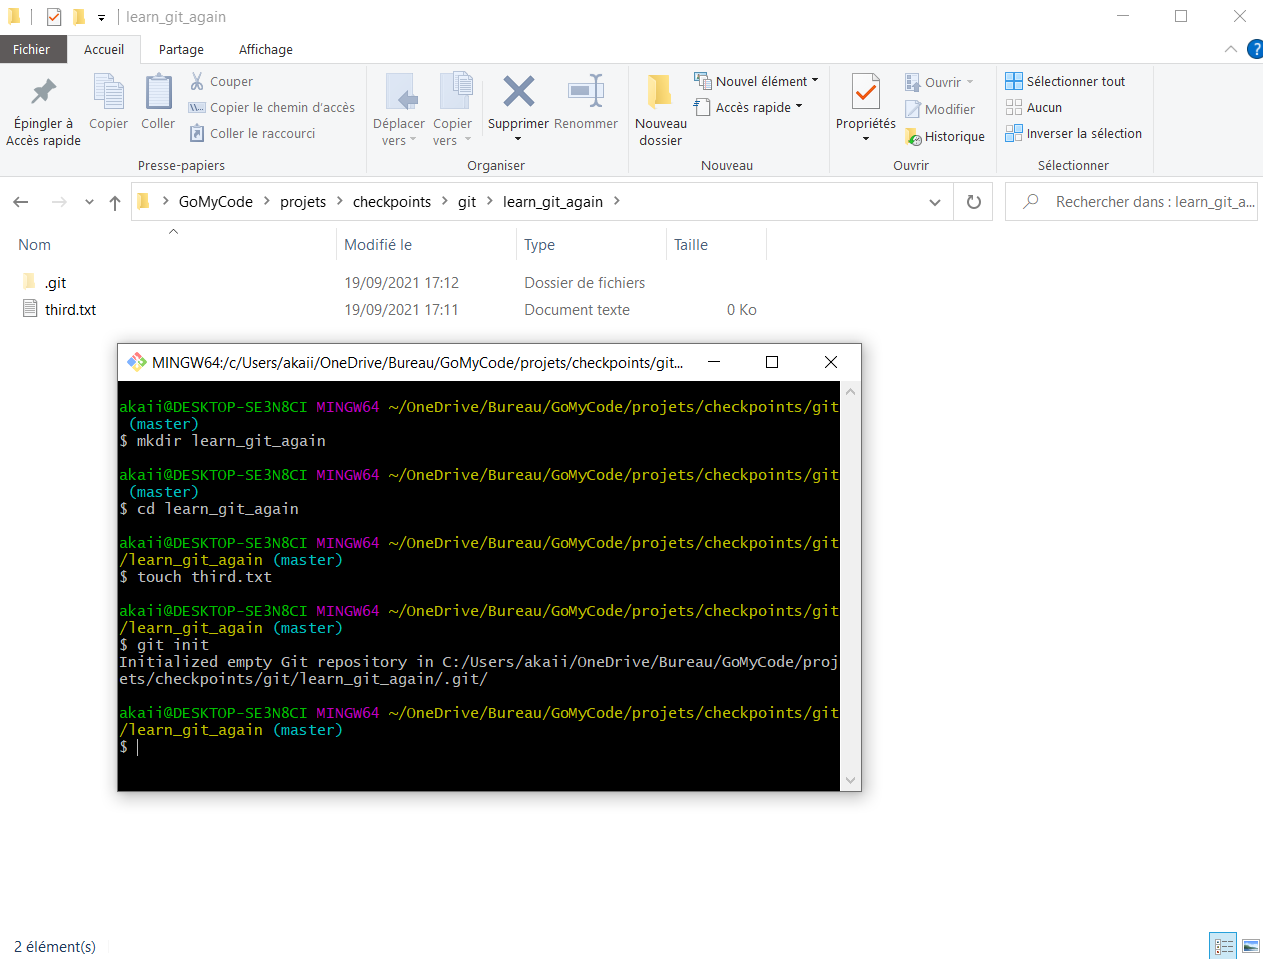 learn_git_again
Fichier Accueil Partage Affichage
Épingler à Accès rapide
Copier
Coller
Couper
Copier le chemin d'accès
Coller le raccourci
Presse-papiers
Déplacer vers
Copier vers
Supprimer
Renommer
Organiser
Nouveau dossier
Nouvel élément
Accès rapide
Nouveau
Propriétés
Ouvrir
Modifier
Historique
Ouvrir
Sélectionner tout
Aucun
Inverser la sélection
Sélectionner
GoMyCode > projets > checkpoints > git > learn_git_again >
Rechercher dans : learn_git_a...
Nom Modifié le Type Taille
.git 19/09/2021 17:12 Dossier de fichiers
third.txt 19/09/2021 17:11 Document texte 0 Ko
MINGW64:/c/Users/akaii/OneDrive/Bureau/GoMyCode/projets/checkpoints/git...
akaii@DESKTOP-SE3N8CI MINGW64 ~/OneDrive/Bureau/GoMyCode/projets/checkpoints/git
(master)
$ mkdir learn_git_again
akaii@DESKTOP-SE3N8CI MINGW64 ~/OneDrive/Bureau/GoMyCode/projets/checkpoints/git
(master)
$ cd learn_git_again
akaii@DESKTOP-SE3N8CI MINGW64 ~/OneDrive/Bureau/GoMyCode/projets/checkpoints/git
/learn_git_again (master)
$ touch third.txt
akaii@DESKTOP-SE3N8CI MINGW64 ~/OneDrive/Bureau/GoMyCode/projets/checkpoints/git
/learn_git_again (master)
$ git init
Initialized empty Git repository in C:/Users/akaii/OneDrive/Bureau/GoMyCode/proj
ets/checkpoints/git/learn_git_again/.git/
akaii@DESKTOP-SE3N8CI MINGW64 ~/OneDrive/Bureau/GoMyCode/projets/checkpoints/git
/learn_git_again (master)
$
2 élément(s)